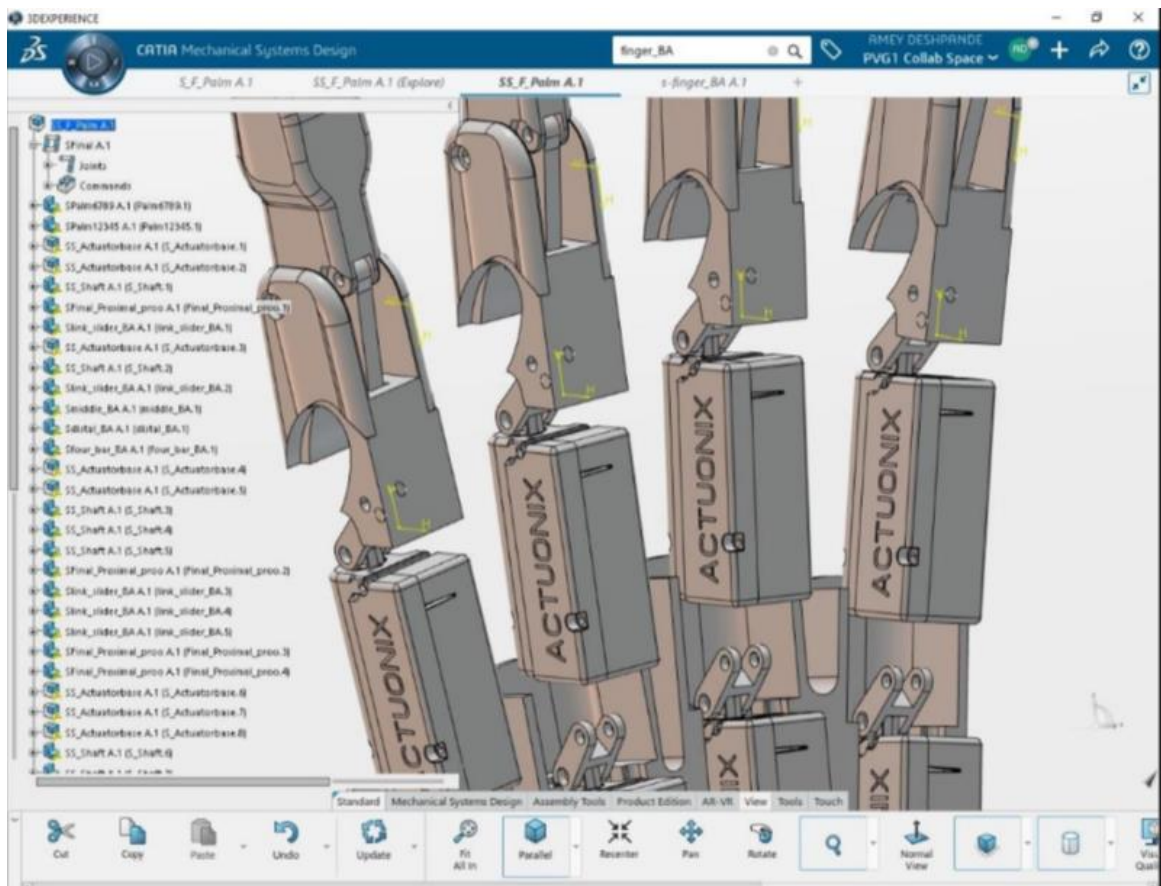 3DEXPERIENCE
3DS
CATIA Mechanical Systems Design
finger_BA
AMEY DESHPANDE
PVG1 Collab Space
AD
S_F_Palm A.1
SS_F_Palm A.1 (Explore)
SS_F_Palm A.1
s-finger_BA A.1
SS_F_Palm A.1
SFinal A.1
Joints
Commands
SPalm6789 A.1 (Palm6789.1)
SPalm12345 A.1 (Palm12345.1)
SS_Actuatorbase A.1 (S_Actuatorbase.1)
SS_Actuatorbase A.1 (S_Actuatorbase.2)
SS_Shaft A.1 (S_Shaft.1)
SFinal_Proximal_proo A.1 (Final_Proximal_proo.1)
Slink_slider_BA A.1 (link_slider_BA.1)
SS_Actuatorbase A.1 (S_Actuatorbase.3)
SS_Shaft A.1 (S_Shaft.2)
Slink_slider_BA A.1 (link_slider_BA.2)
Smiddle_BA A.1 (middle_BA.1)
Sdistal_BA A.1 (distal_BA.1)
Sfour_bar_BA A.1 (four_bar_BA.1)
SS_Actuatorbase A.1 (S_Actuatorbase.4)
SS_Actuatorbase A.1 (S_Actuatorbase.5)
SS_Shaft A.1 (S_Shaft.3)
SS_Shaft A.1 (S_Shaft.4)
SS_Shaft A.1 (S_Shaft.5)
SFinal_Proximal_proo A.1 (Final_Proximal_proo.2)
Slink_slider_BA A.1 (link_slider_BA.3)
Slink_slider_BA A.1 (link_slider_BA.4)
Slink_slider_BA A.1 (link_slider_BA.5)
SFinal_Proximal_proo A.1 (Final_Proximal_proo.3)
SFinal_Proximal_proo A.1 (Final_Proximal_proo.4)
SS_Actuatorbase A.1 (S_Actuatorbase.6)
SS_Actuatorbase A.1 (S_Actuatorbase.7)
SS_Actuatorbase A.1 (S_Actuatorbase.8)
SS_Shaft A.1 (S_Shaft.6)
ACTUONIX
ACTUONIX
ACTUONIX
ACTUONIX
H
H
H
H
Standard Mechanical Systems Design Assembly Tools Product Edition AR-VR View Tools Touch
Cut
Copy
Paste
Undo
Update
Fit All In
Parallel
Recenter
Pan
Rotate
Normal View